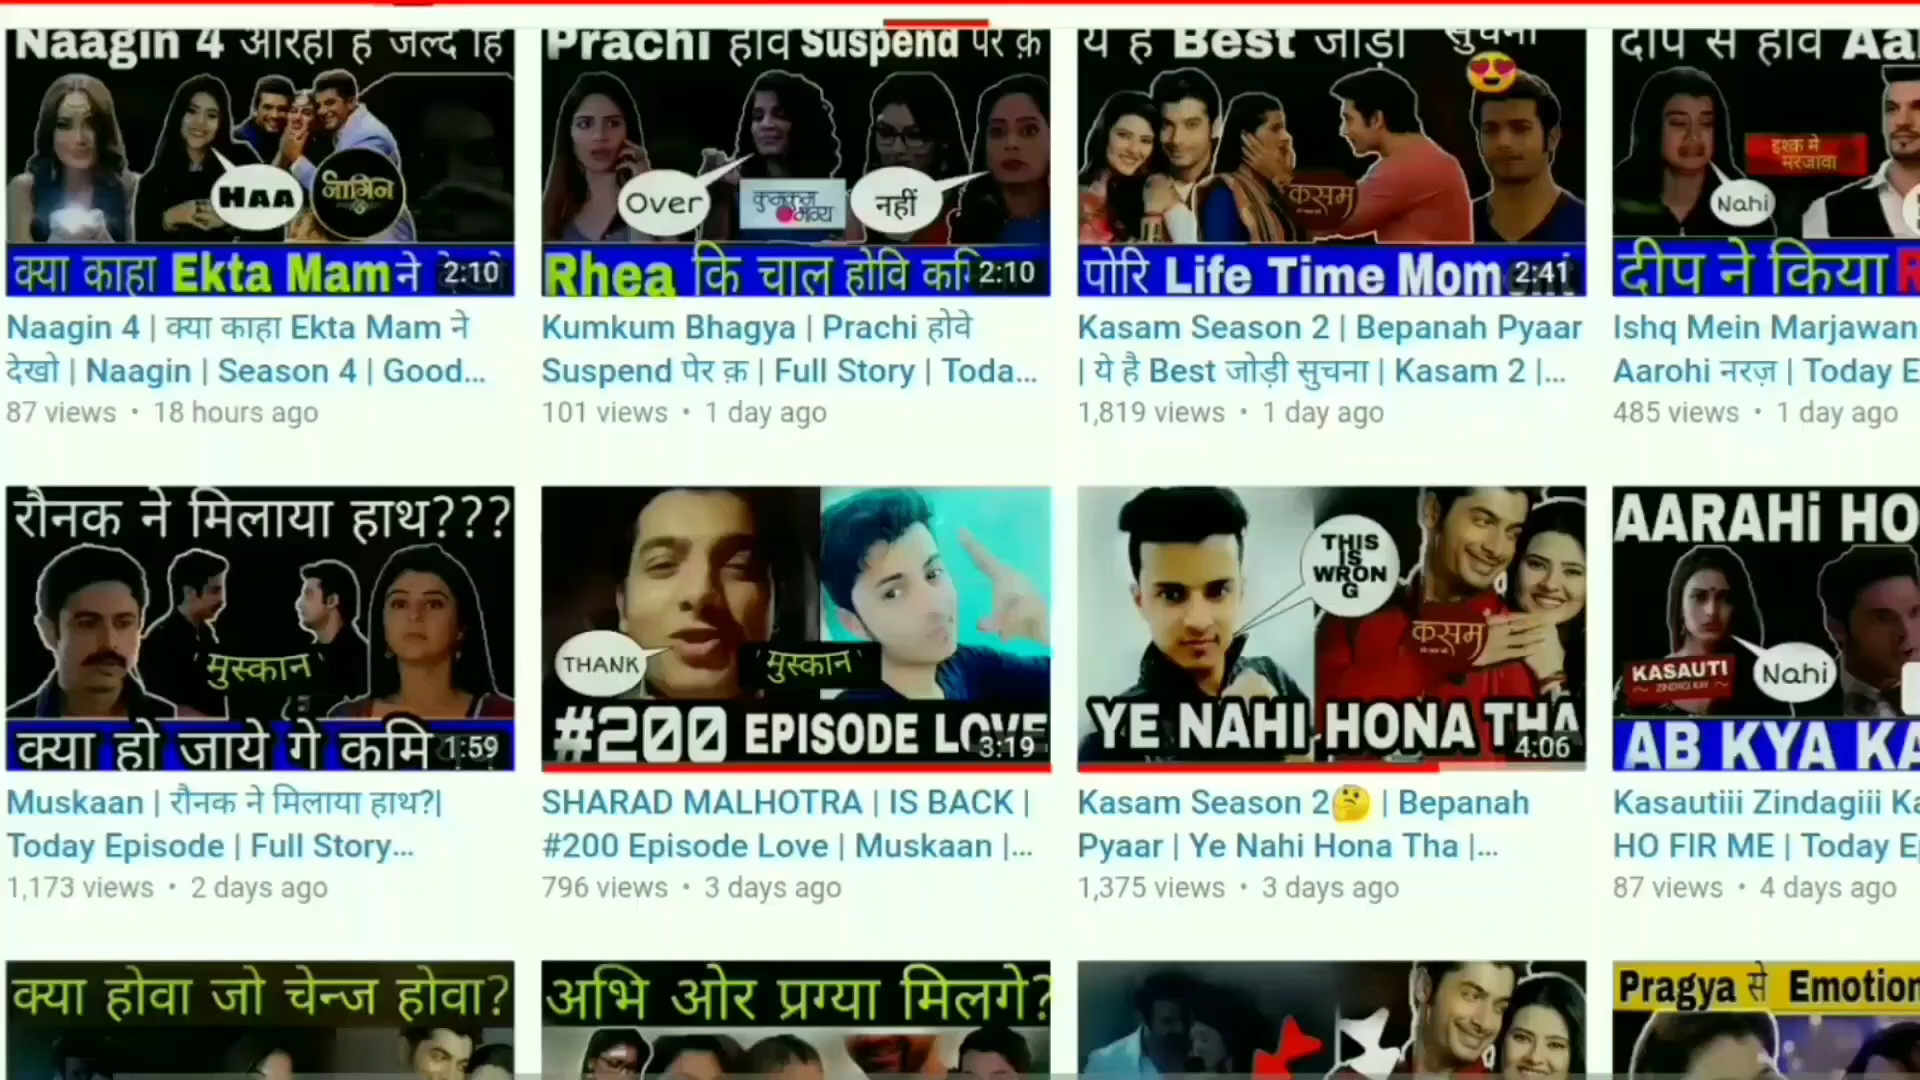 Naagin 4 आरहा है जल्द हि
HAA
नागिन
क्या काहा Ekta Mam ने
2:10
Naagin 4 | क्या काहा Ekta Mam ने
देखो | Naagin | Season 4 | Good...
87 views • 18 hours ago
Prachi होवे Suspend पेर क़
Over
कुमकुम
भाग्य
नहीं
Rhea कि चाल होवि
2:10
Kumkum Bhagya | Prachi होवे
Suspend पेर क़ | Full Story | Toda...
101 views • 1 day ago
ये है Best जोड़ी सुचना
कसम
पोरि Life Time Mom
2:41
Kasam Season 2 | Bepanah Pyaar
| ये है Best जोड़ी सुचना | Kasam 2 |...
1,819 views • 1 day ago
दीप से होवे Aa
इश्क़ में
मरजावां
Nahi
दीप ने किया R
Ishq Mein Marjawan
Aarohi नरज़ | Today E
485 views • 1 day ago
रौनक ने मिलाया हाथ???
मुस्कान
क्या हो जाये गे कमि
1:59
Muskaan | रौनक ने मिलाया हाथ?|
Today Episode | Full Story...
1,173 views • 2 days ago
THANK
मुस्कान
#200 EPISODE LOVE
3:19
SHARAD MALHOTRA | IS BACK |
#200 Episode Love | Muskaan |...
796 views • 3 days ago
THIS
IS
WRON
G
कसम
YE NAHI HONA THA
4:06
Kasam Season 2🤔 | Bepanah
Pyaar | Ye Nahi Hona Tha |...
1,375 views • 3 days ago
AARAHi HO
KASAUTI
ZINDAGII KAY
Nahi
AB KYA KA
Kasautiii Zindagiii Ka
HO FIR ME | Today E
87 views • 4 days ago
क्या होवा जो चेन्ज होवा?
अभि ओर प्रग्या मिलगे?
Pragya से Emotion